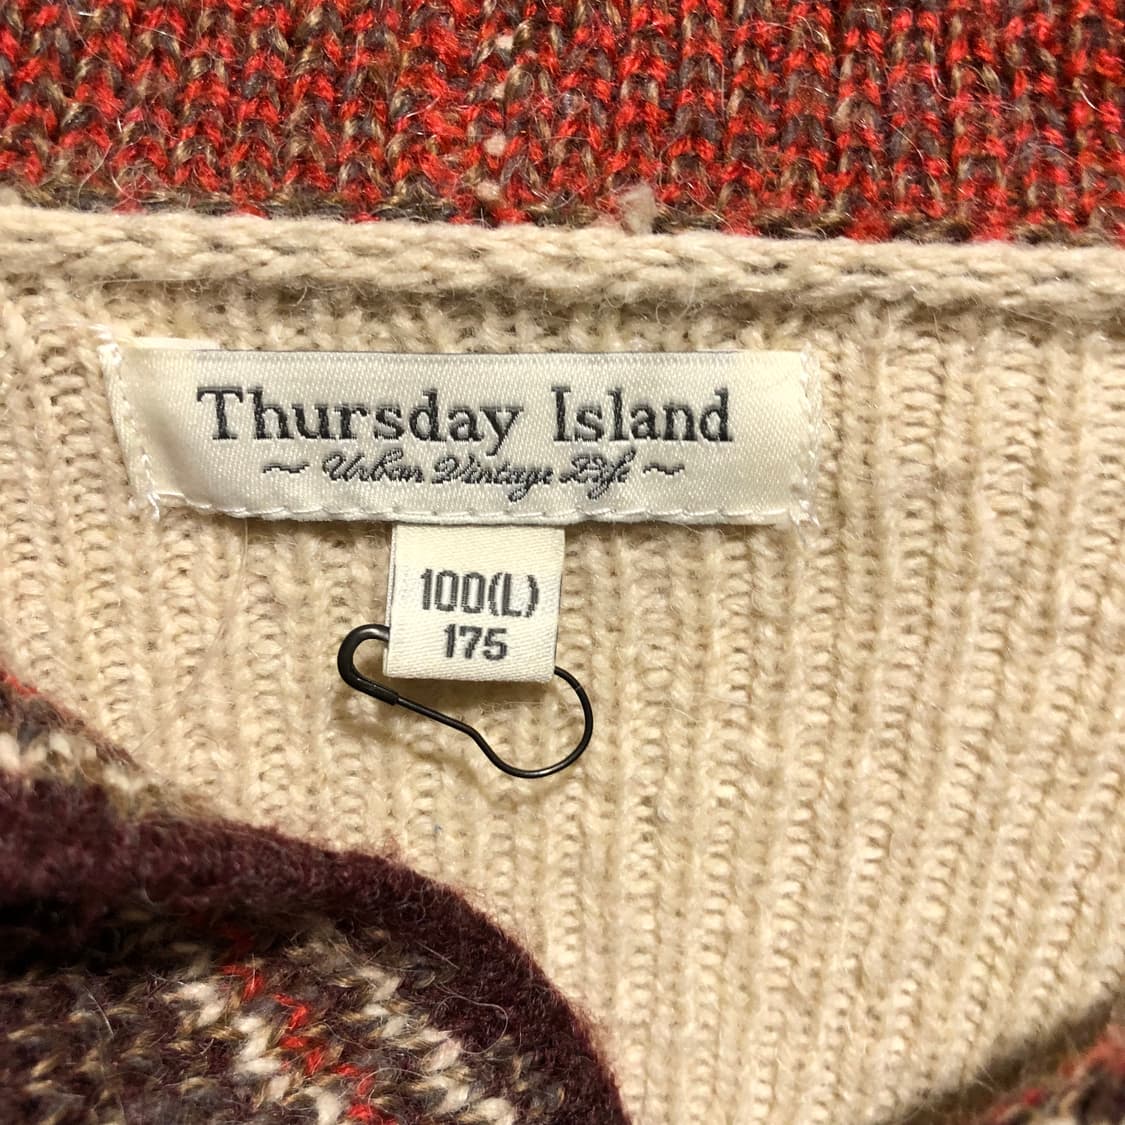 Thursday Island
~ Urban Vintage Life ~
100(L)
175